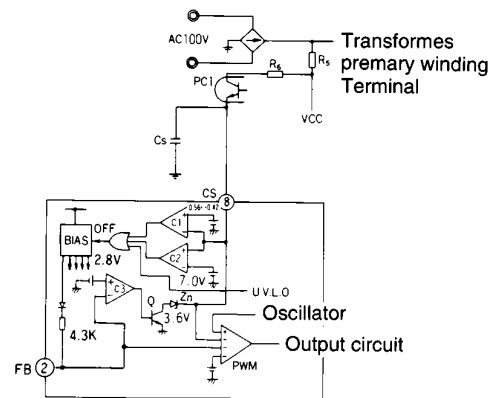 AC100V
Transformes
premary winding
Terminal
R5
R6
PC1
VCC
Cs
CS
8
0.56/0.42
OFF
C1
BIAS
C2
2.8V
7.0V
C3
U.V.L.O
Q
Zn
3.6V
Oscillator
4.3K
Output circuit
FB
2
PWM